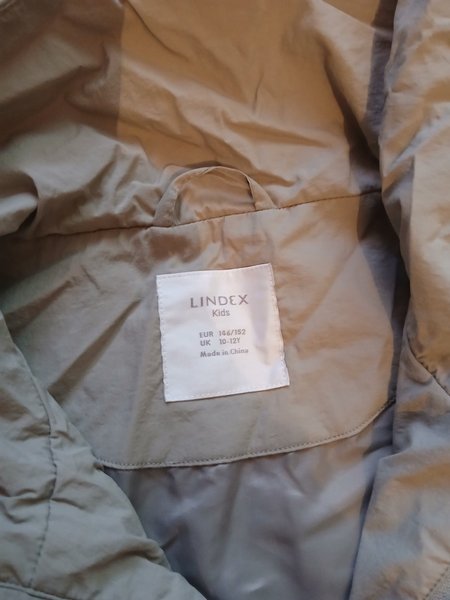 LINDEX
Kids
EUR 146/152
UK 10-12Y
Made in China